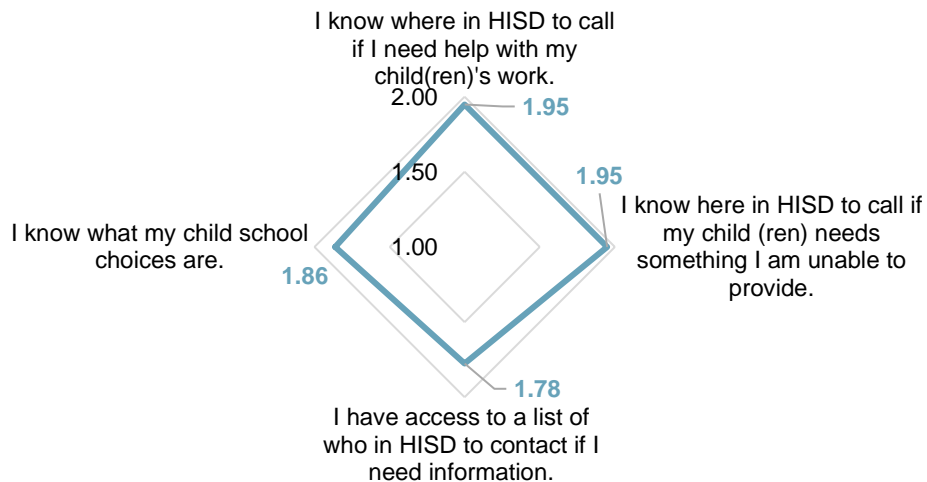 I know where in HISD to call
if I need help with my
child(ren)'s work.
2.00
1.95
1.50
1.95
I know here in HISD to call if
my child (ren) needs
something I am unable to
provide.
I know what my child school
choices are.
1.00
1.86
1.78
I have access to a list of
who in HISD to contact if I
need information.